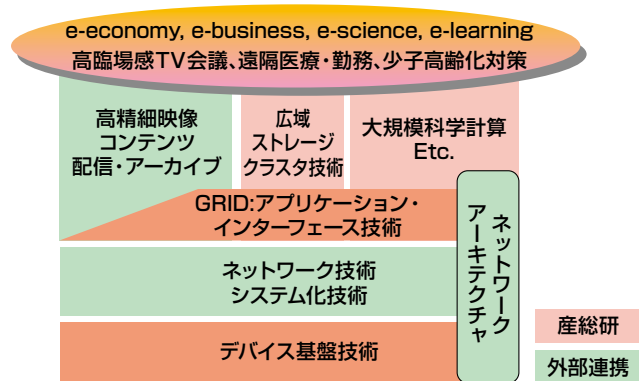 e-economy, e-business, e-science, e-learning
高臨場感TV会議、遠隔医療・勤務、少子高齢化対策
高精細映像
コンテンツ
配信・アーカイブ
広域
ストレージ
クラスタ技術
大規模科学計算
Etc.
GRID:アプリケーション・
インターフェース技術
ネットワーク技術
システム化技術
デバイス基盤技術
ネットワーク
アーキテクチャ
産総研
外部連携